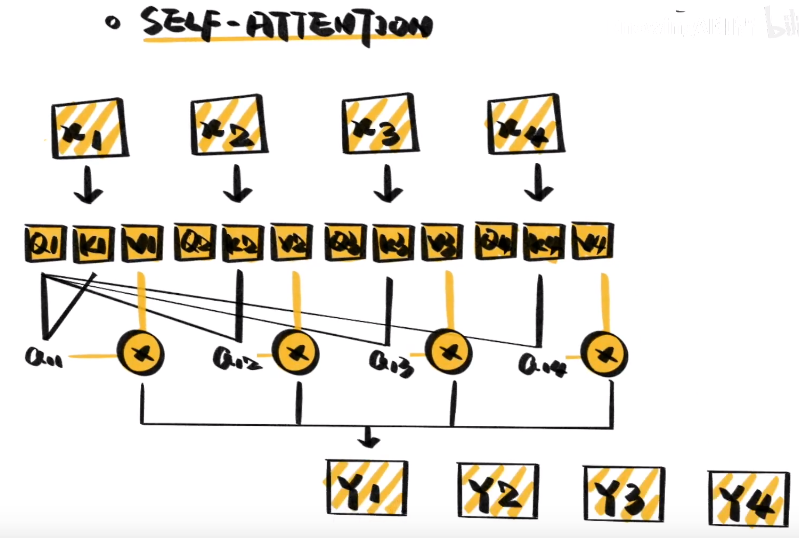 SELF-ATTENTION
x1 x2 x3 x4
Q1 K1 V1 Q2 K2 V2 Q3 K3 V3 Q4 K4 V4
a11 x a12 x a13 x a14 x
Y1 Y2 Y3 Y4